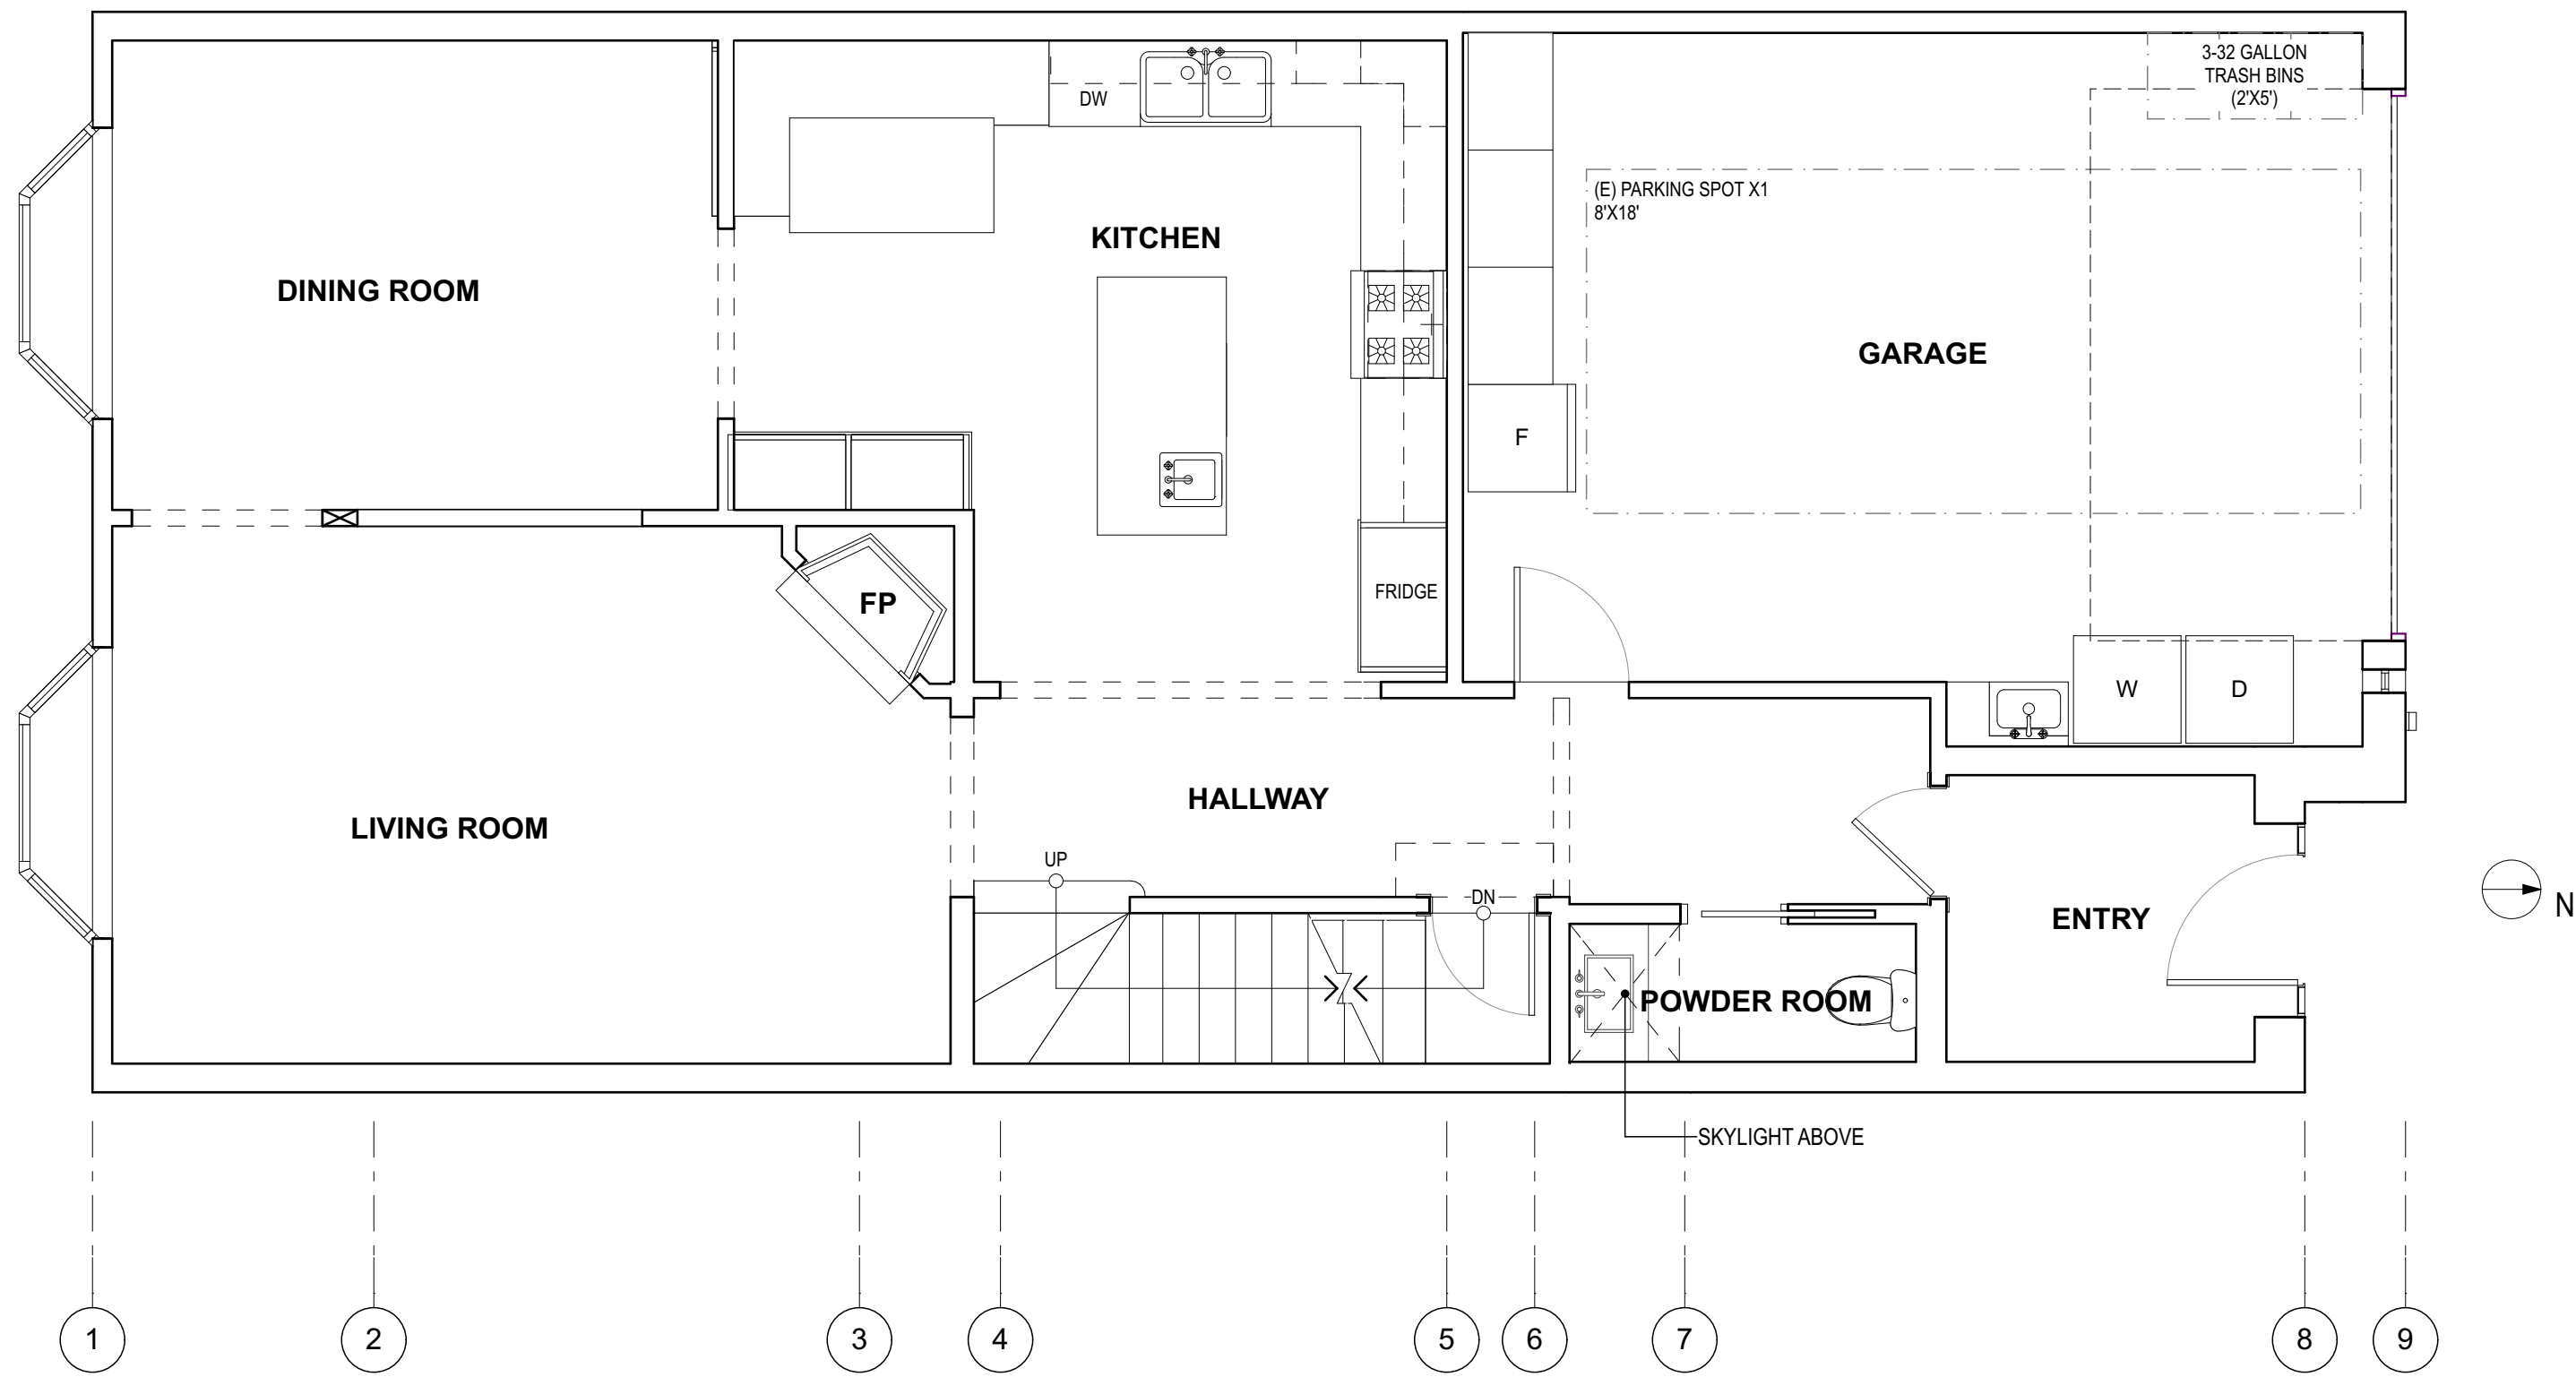 3-32 GALLON
TRASH BINS
(2'X5')
DW
(E) PARKING SPOT X1
8'X18'
KITCHEN
DINING ROOM
GARAGE
F
FRIDGE
FP
W
D
HALLWAY
LIVING ROOM
UP
DN
ENTRY
N
POWDER ROOM
SKYLIGHT ABOVE
1
2
3
4
5
6
7
8
9